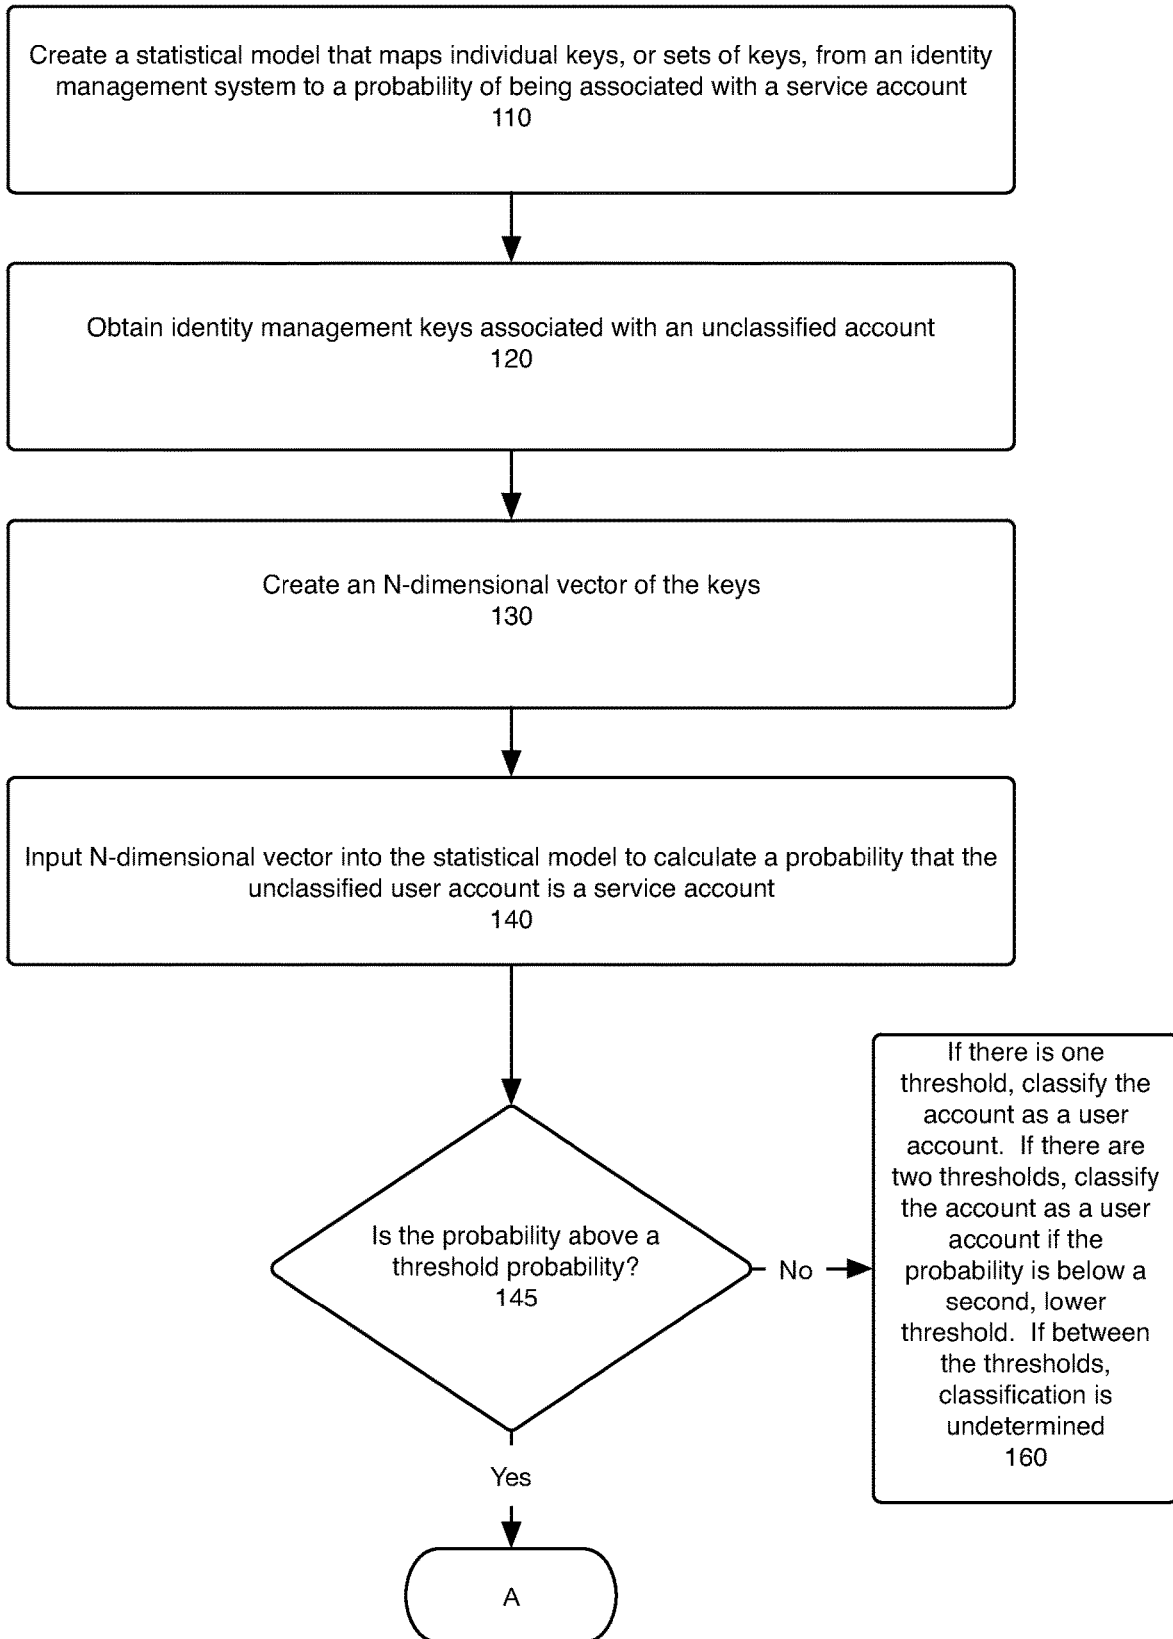 Create a statistical model that maps individual keys, or sets of keys, from an identity
management system to a probability of being associated with a service account
110
Obtain identity management keys associated with an unclassified account
120
Create an N-dimensional vector of the keys
130
Input N-dimensional vector into the statistical model to calculate a probability that the
unclassified user account is a service account
140
Is the probability above a
threshold probability?
145
No
If there is one
threshold, classify the
account as a user
account. If there are
two thresholds, classify
the account as a user
account if the
probability is below a
second, lower
threshold. If between
the thresholds,
classification is
undetermined
160
Yes
A